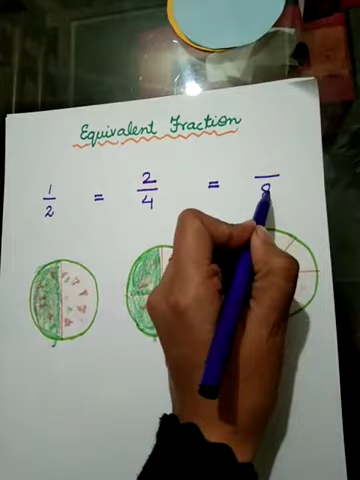 Equivalent Fraction
1/2 = 2/4 = /8